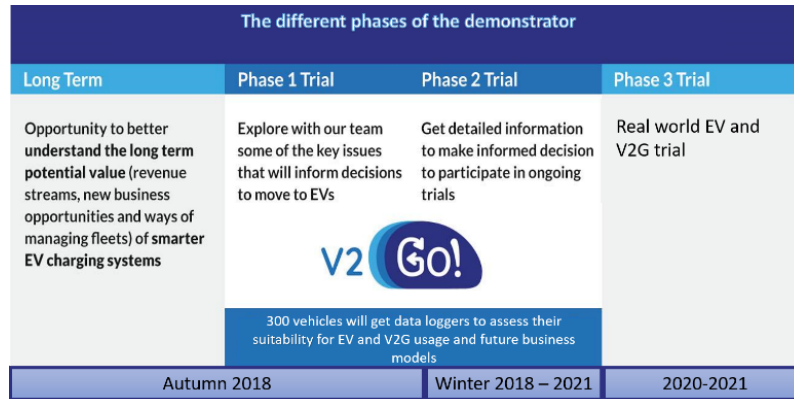 The different phases of the demonstrator
Long Term
Opportunity to better
understand the long term
potential value (revenue
streams, new business
opportunities and ways of
managing fleets) of smarter
EV charging systems
Phase 1 Trial
Explore with our team
some of the key issues
that will inform decisions
to move to EVs
Phase 2 Trial
Get detailed information
to make informed decision
to participate in ongoing
trials
Phase 3 Trial
Real world EV and
V2G trial
V2 Go!
300 vehicles will get data loggers to assess their
suitability for EV and V2G usage and future business
models
Autumn 2018
Winter 2018 – 2021
2020-2021